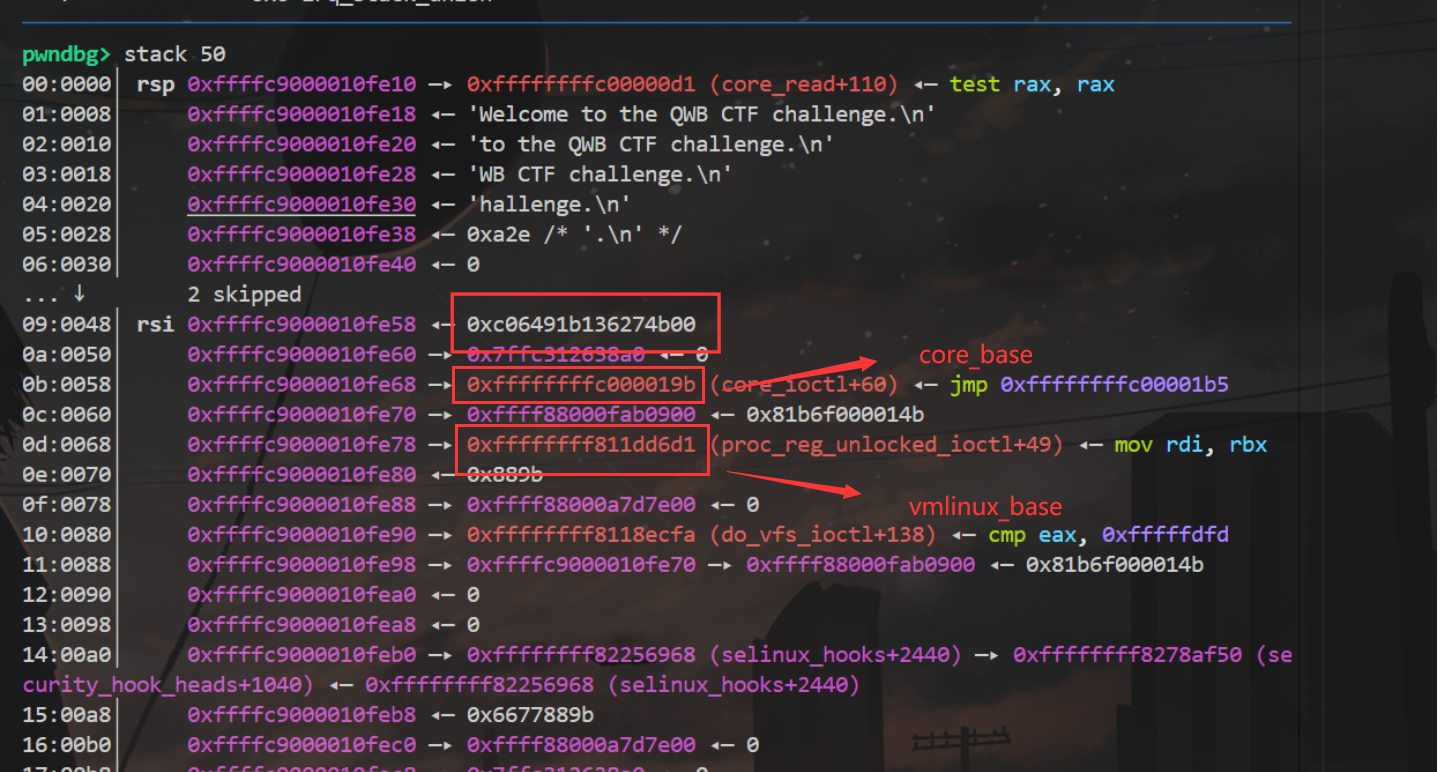 pwndbg> stack 50
00:0000│ rsp 0xffffc9000010fe10 —▸ 0xffffffffc00000d1 (core_read+110) ◂— test rax, rax
01:0008│     0xffffc9000010fe18 ◂— 'Welcome to the QWB CTF challenge.\n'
02:0010│     0xffffc9000010fe20 ◂— 'to the QWB CTF challenge.\n'
03:0018│     0xffffc9000010fe28 ◂— 'WB CTF challenge.\n'
04:0020│     0xffffc9000010fe30 ◂— 'hallenge.\n'
05:0028│     0xffffc9000010fe38 ◂— 0xa2e /* '.\n' */
06:0030│     0xffffc9000010fe40 ◂— 0
... ↓        2 skipped
09:0048│ rsi 0xffffc9000010fe58 ◂— 0xc06491b136274b00
0a:0050│     0xffffc9000010fe60 —▸ 0x7ffc312638a0 ◂— 0
core_base
0b:0058│     0xffffc9000010fe68 —▸ 0xffffffffc000019b (core_ioctl+60) ◂— jmp 0xffffffffc00001b5
0c:0060│     0xffffc9000010fe70 —▸ 0xffff88000fab0900 ◂— 0x81b6f000014b
0d:0068│     0xffffc9000010fe78 —▸ 0xffffffff811dd6d1 (proc_reg_unlocked_ioctl+49) ◂— mov rdi, rbx
0e:0070│     0xffffc9000010fe80 ◂— 0x889b
0f:0078│     0xffffc9000010fe88 —▸ 0xffff88000a7d7e00 ◂— 0
vmlinux_base
10:0080│     0xffffc9000010fe90 —▸ 0xffffffff8118ecfa (do_vfs_ioctl+138) ◂— cmp eax, 0xfffffdfd
11:0088│     0xffffc9000010fe98 —▸ 0xffffc9000010fe70 —▸ 0xffff88000fab0900 ◂— 0x81b6f000014b
12:0090│     0xffffc9000010fea0 ◂— 0
13:0098│     0xffffc9000010fea8 ◂— 0
14:00a0│     0xffffc9000010feb0 —▸ 0xffffffff82256968 (selinux_hooks+2440) —▸ 0xffffffff8278af50 (se
curity_hook_heads+1040) ◂— 0xffffffff82256968 (selinux_hooks+2440)
15:00a8│     0xffffc9000010feb8 ◂— 0x6677889b
16:00b0│     0xffffc9000010fec0 —▸ 0xffff88000a7d7e00 ◂— 0